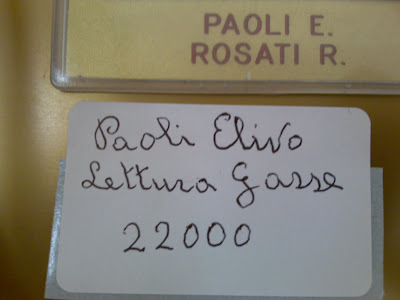 PAOLI E.
ROSATI R.
Paoli Elivo
Lettura Gasse
22000